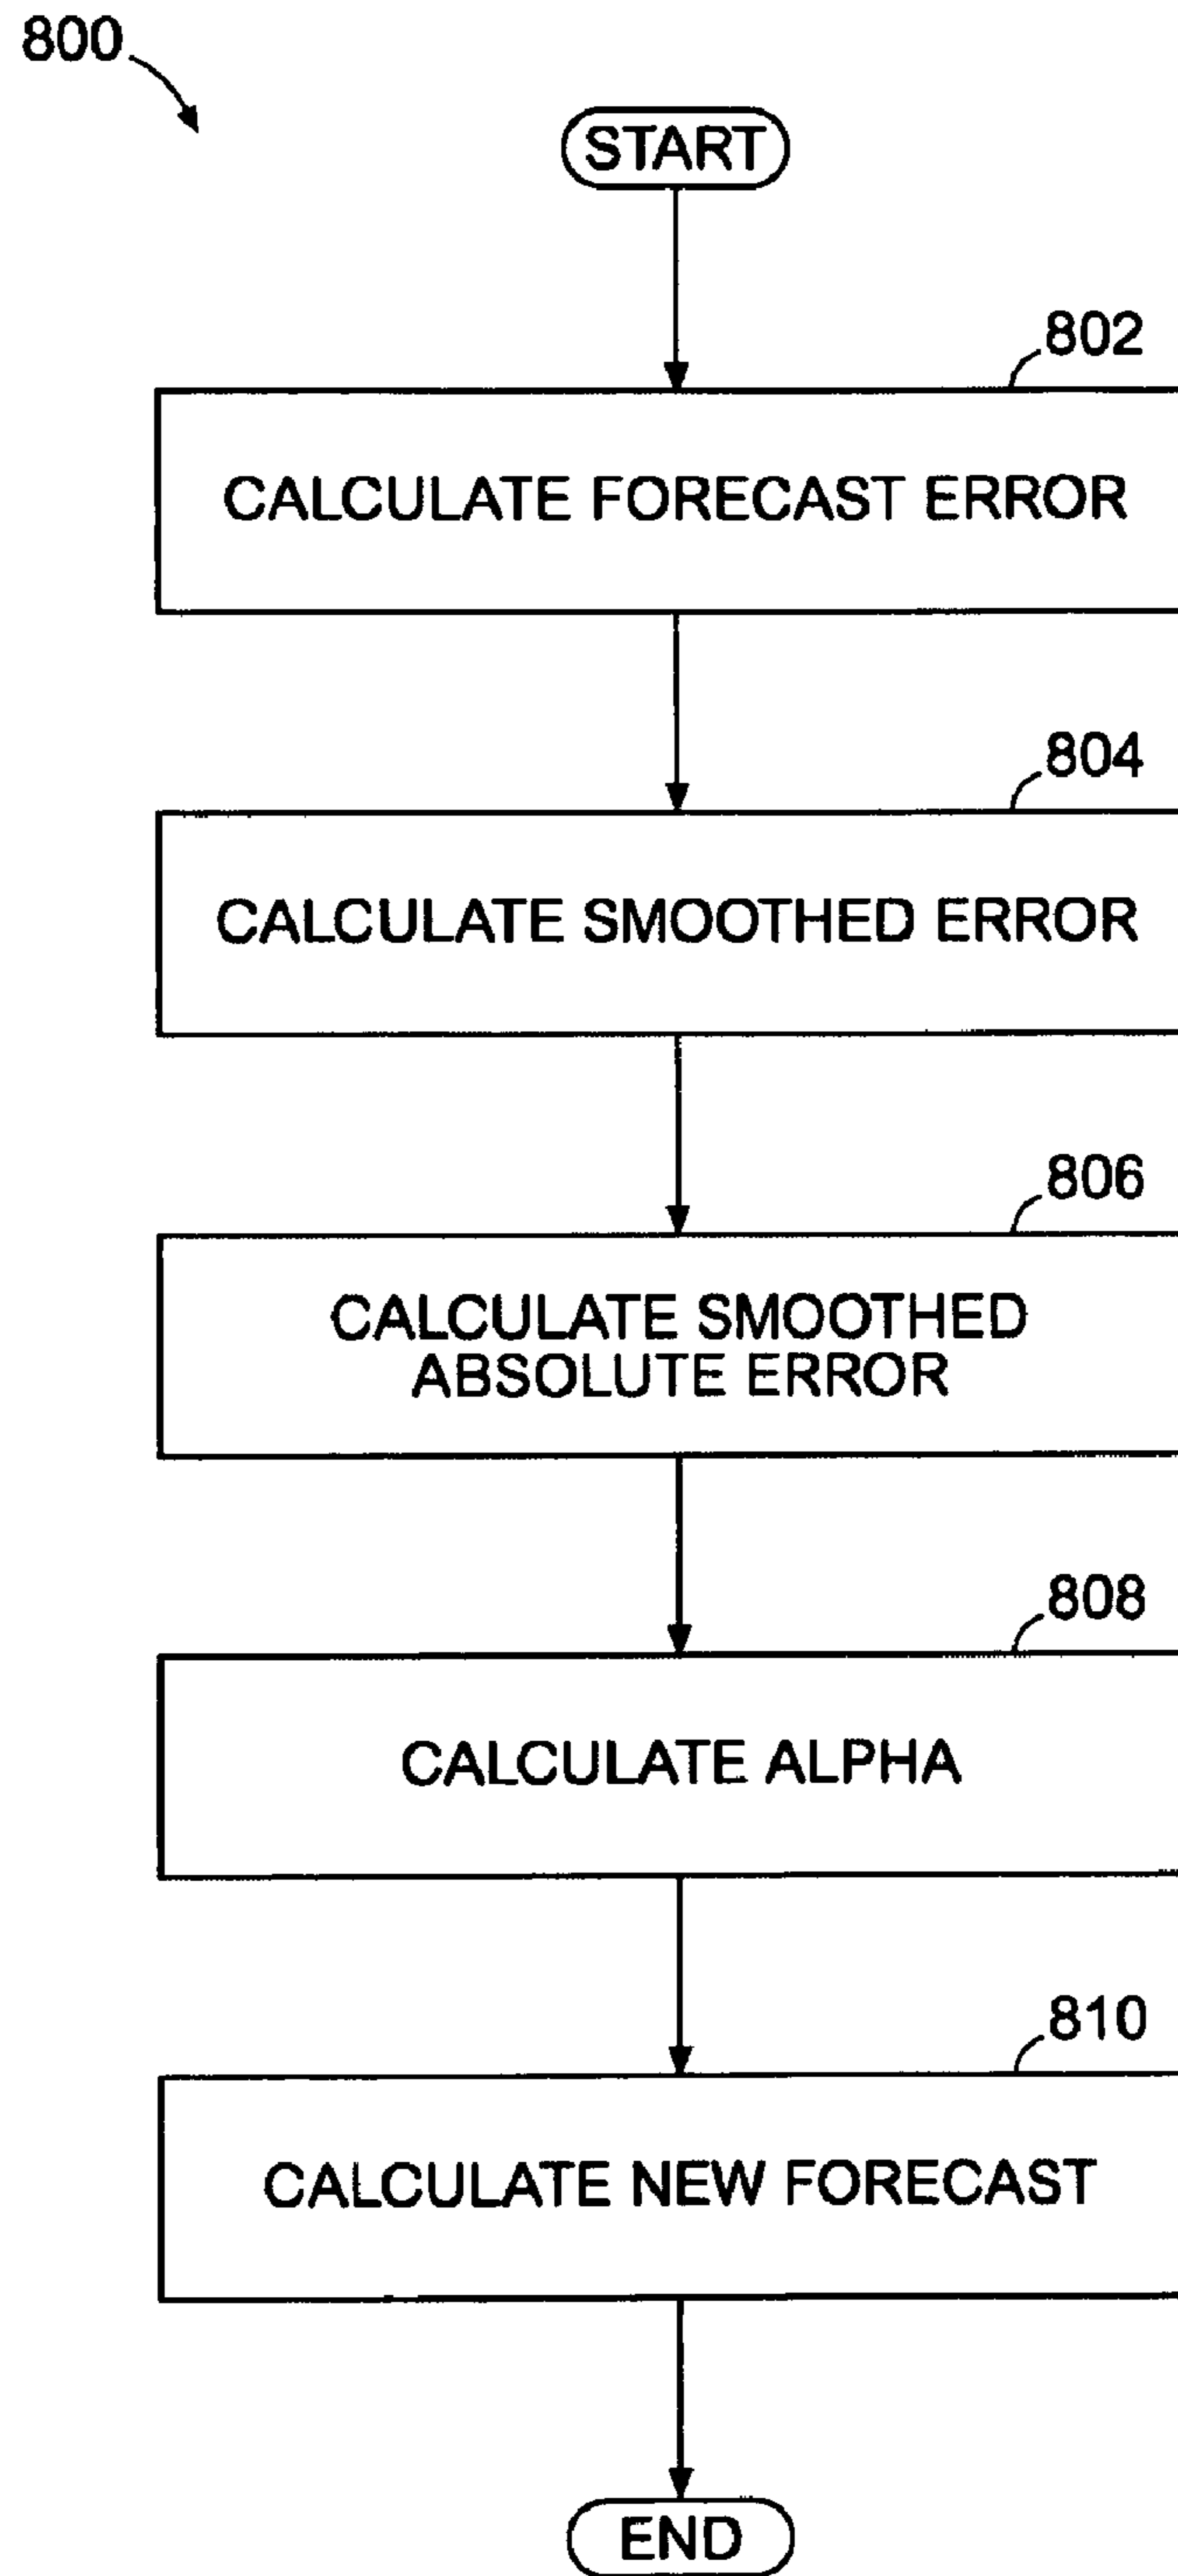 800
START
802
CALCULATE FORECAST ERROR
804
CALCULATE SMOOTHED ERROR
806
CALCULATE SMOOTHED
ABSOLUTE ERROR
808
CALCULATE ALPHA
810
CALCULATE NEW FORECAST
END